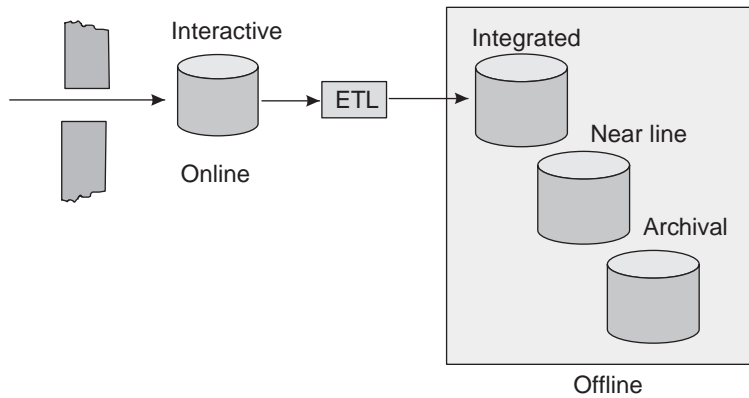 Interactive
Integrated
ETL
Near line
Online
Archival
Offline